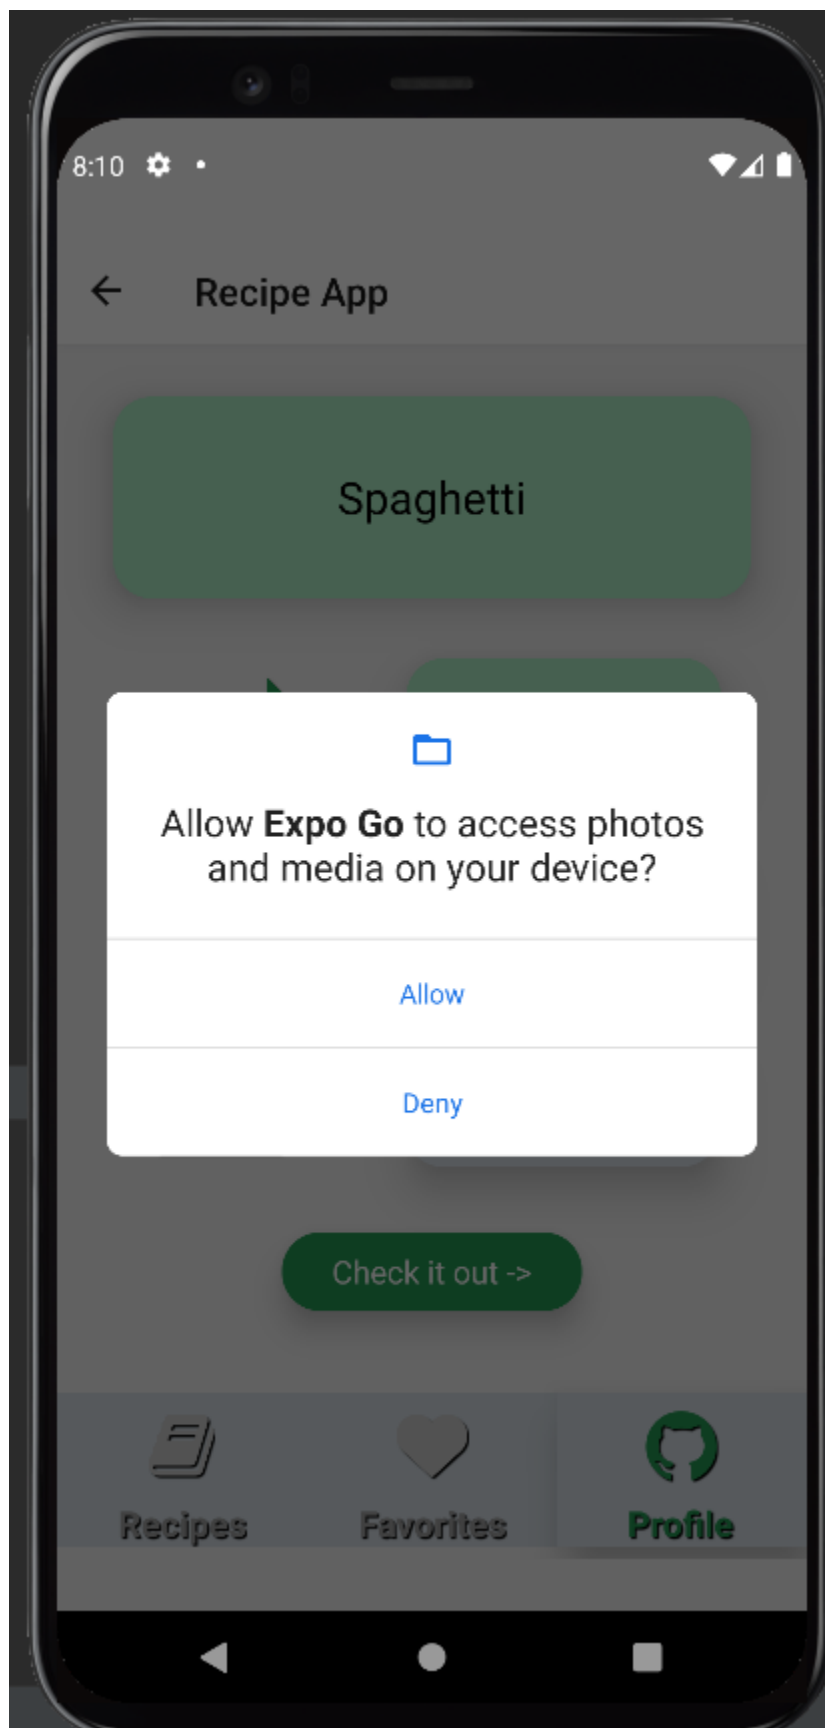 8:10
Recipe App
Spaghetti
Allow Expo Go to access photos
and media on your device?
Allow
Deny
Check it out ->
Recipes
Favorites
Profile